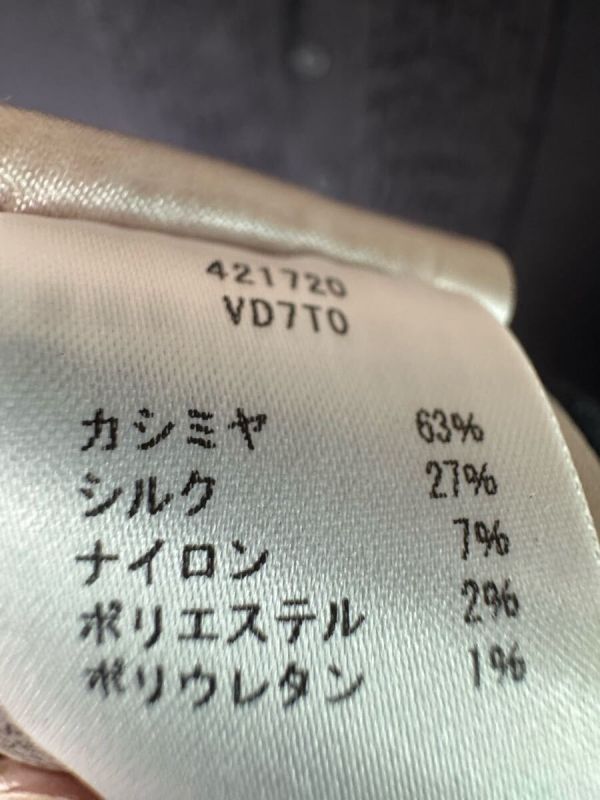 421720
VD7T0
カシミヤ 63%
シルク 27%
ナイロン 7%
ポリエステル 2%
ポリウレタン 1%